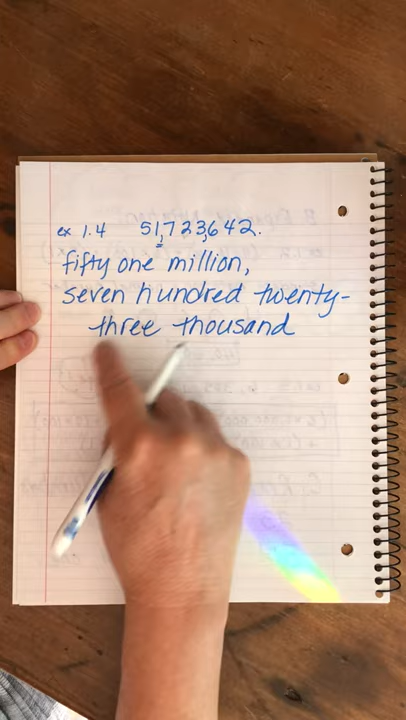 ex 1.4 51,723,642.
fifty one million,
seven hundred twenty-
three thousand